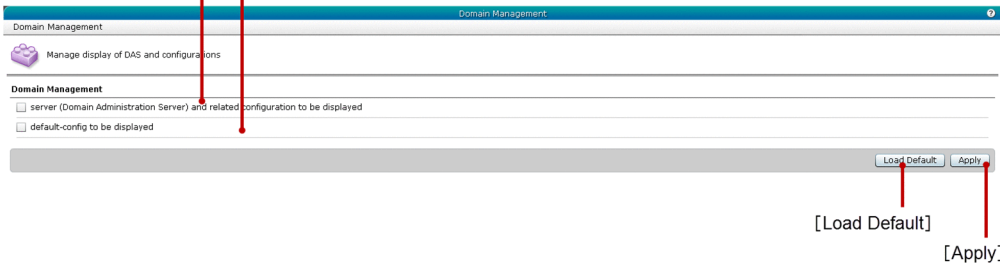 Domain Management
?
Domain Management
Manage display of DAS and configurations
Domain Management
server (Domain Administration Server) and related configuration to be displayed
default-config to be displayed
Load Default
Apply
[Load Default]
[Apply]